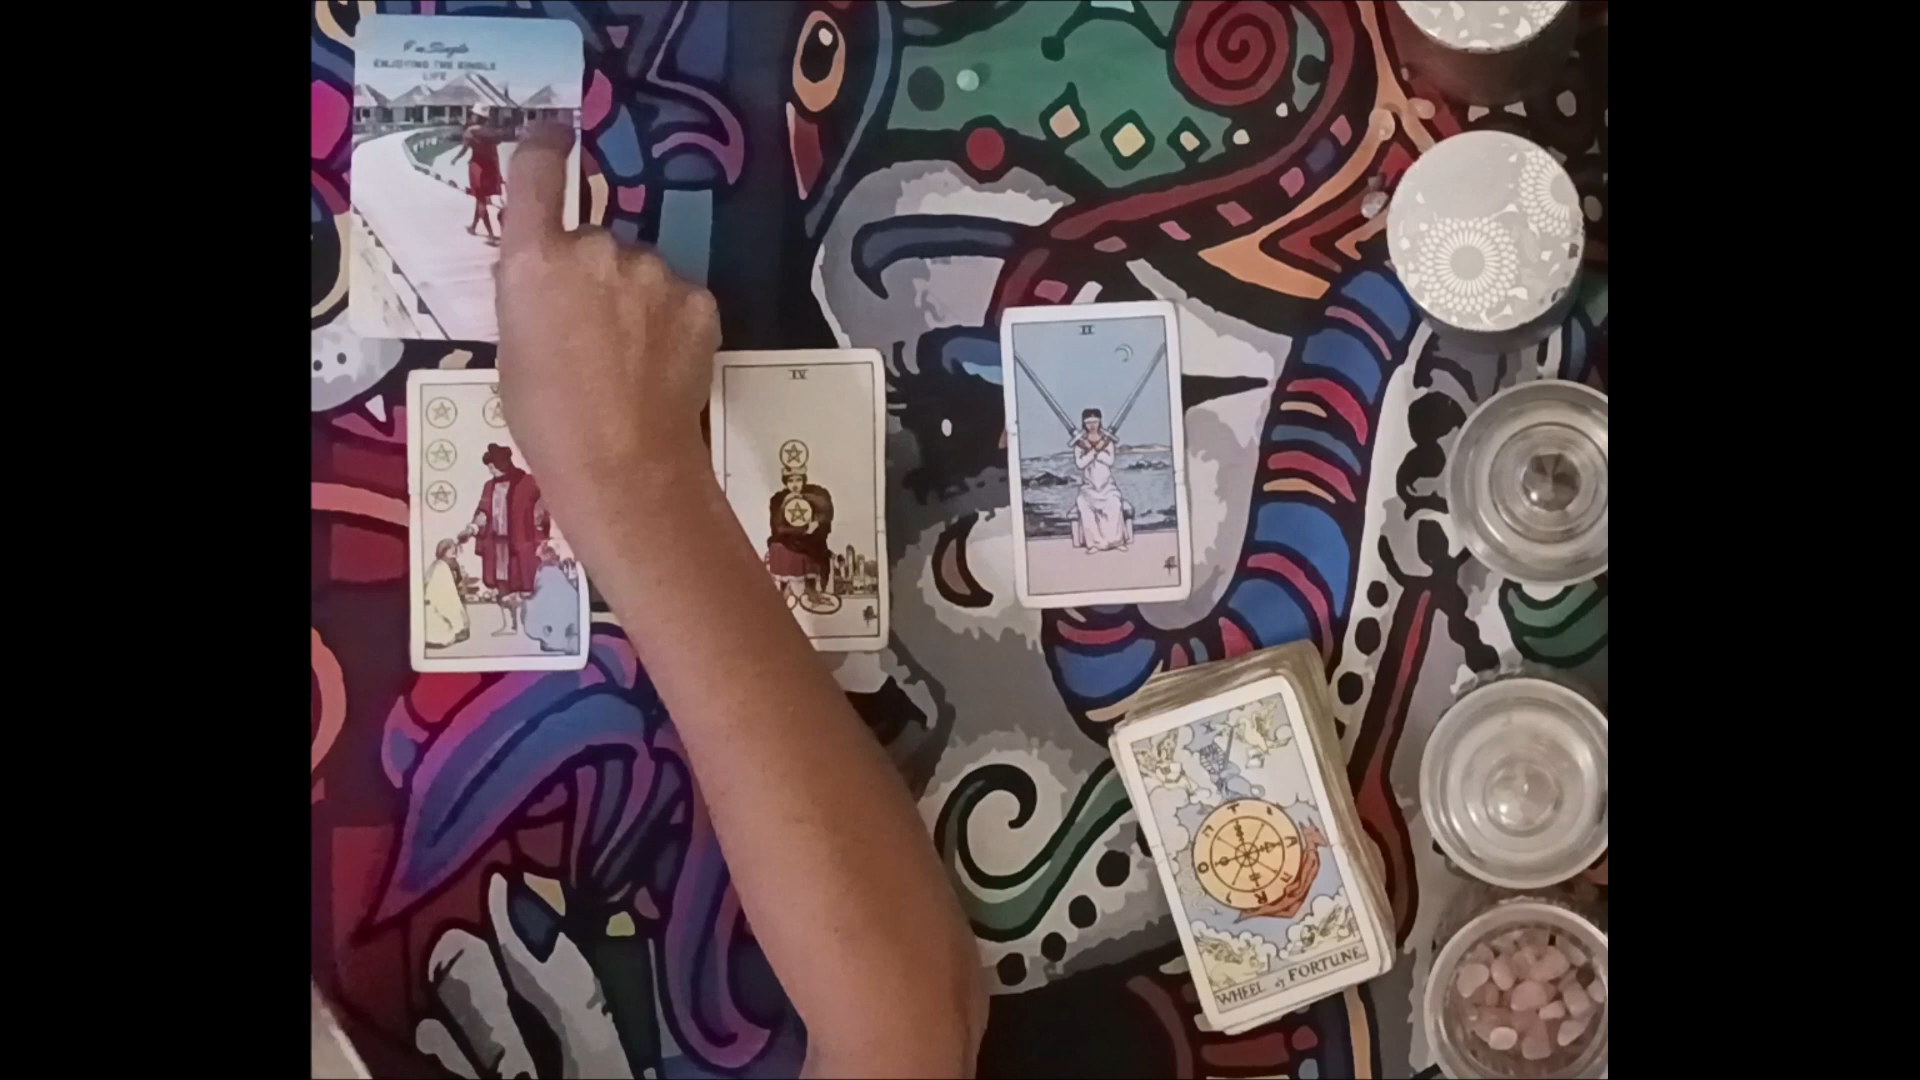 I'm Single
ENJOYING THE SINGLE
LIFE
IV
II
WHEEL of FORTUNE.